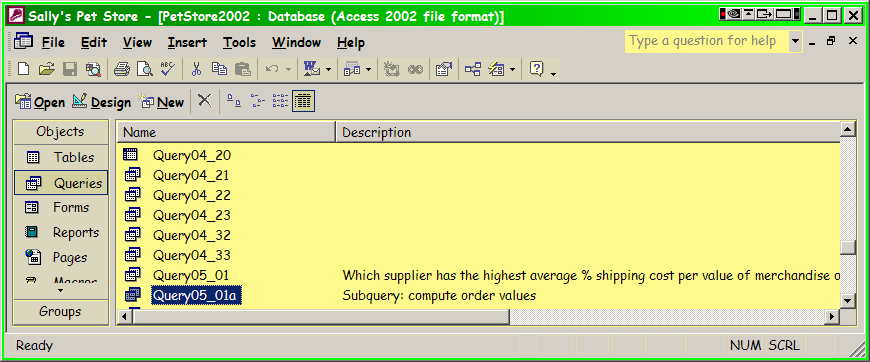 Sally's Pet Store - [PetStore2002 : Database (Access 2002 file format)]
File Edit View Insert Tools Window Help Type a question for help
Open Design New
Objects Name Description
Tables Query04_20
Query04_21
Queries Query04_22
Forms Query04_23
Reports Query04_32
Query04_33
Pages Query05_01 Which supplier has the highest average % shipping cost per value of merchandise o
Macros Query05_01a Subquery: compute order values
Groups
Ready NUM SCRL